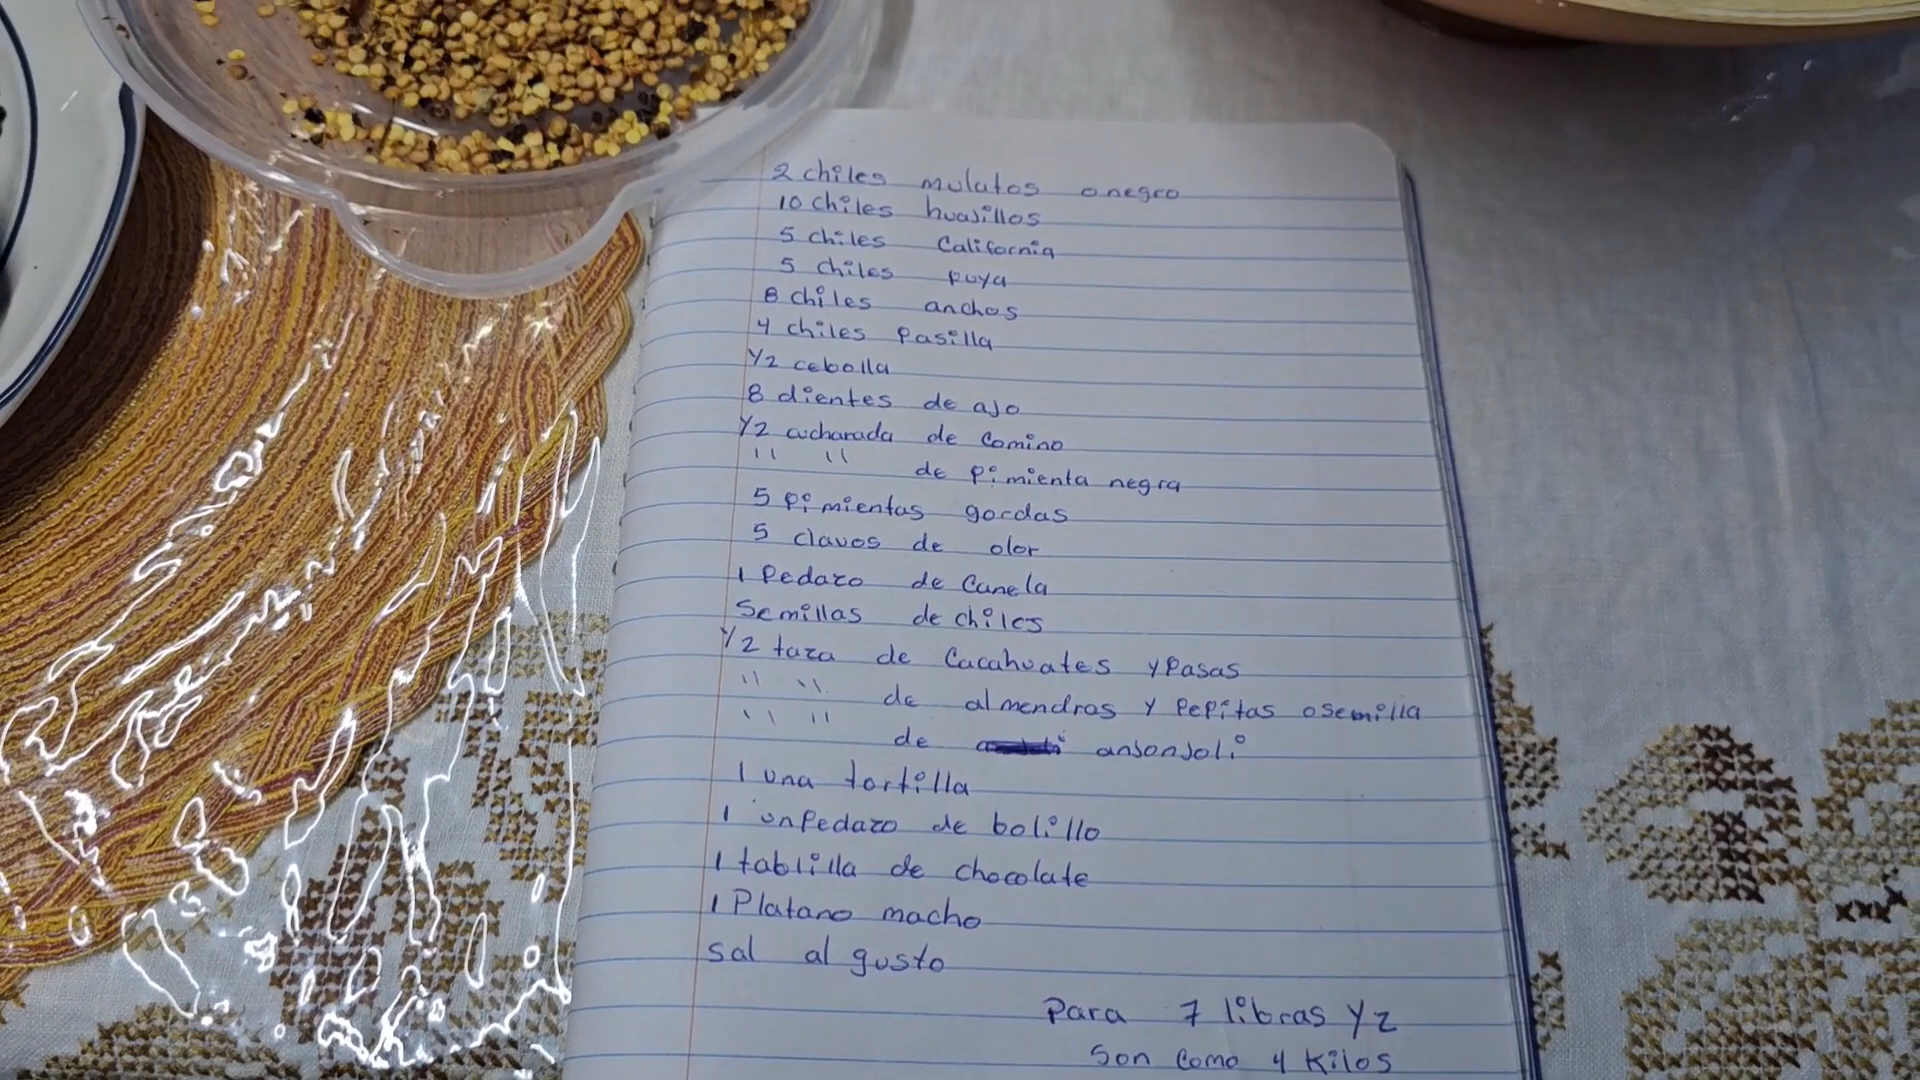 2 chiles mulatos o negro
10 chiles huajillos
5 chiles California
5 chiles puya
8 chiles anchos
4 chiles Pasilla
1/2 cebolla
8 dientes de ajo
1/2 cucharada de Comino
" " de pimienta negra
5 pimientas gordas
5 clavos de olor
1 Pedazo de Canela
Semillas de chiles
1/2 taza de Cacahuates y Pasas
" " de almendras y Pepitas o semilla
" " de anjonjoli
1 una tortilla
1 un Pedazo de bolillo
1 tablilla de chocolate
1 Platano macho
sal al gusto
Para 7 libras 1/2
Son Como 4 Kilos